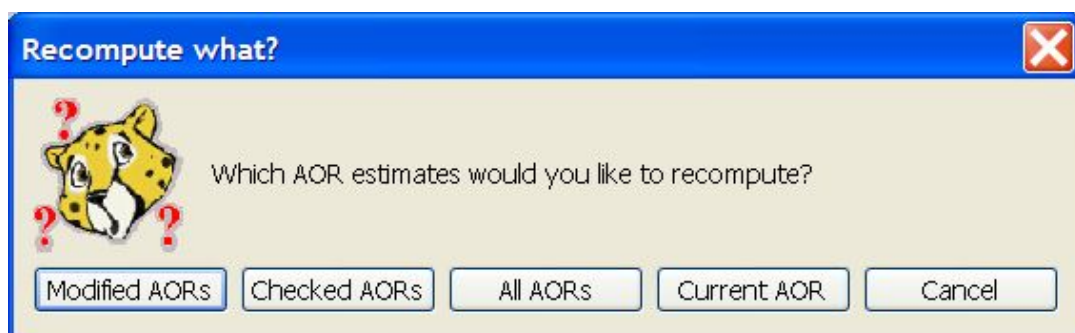 Recompute what?
?
Which AOR estimates would you like to recompute?
? ?
Modified AORs Checked AORs All AORs Current AOR Cancel